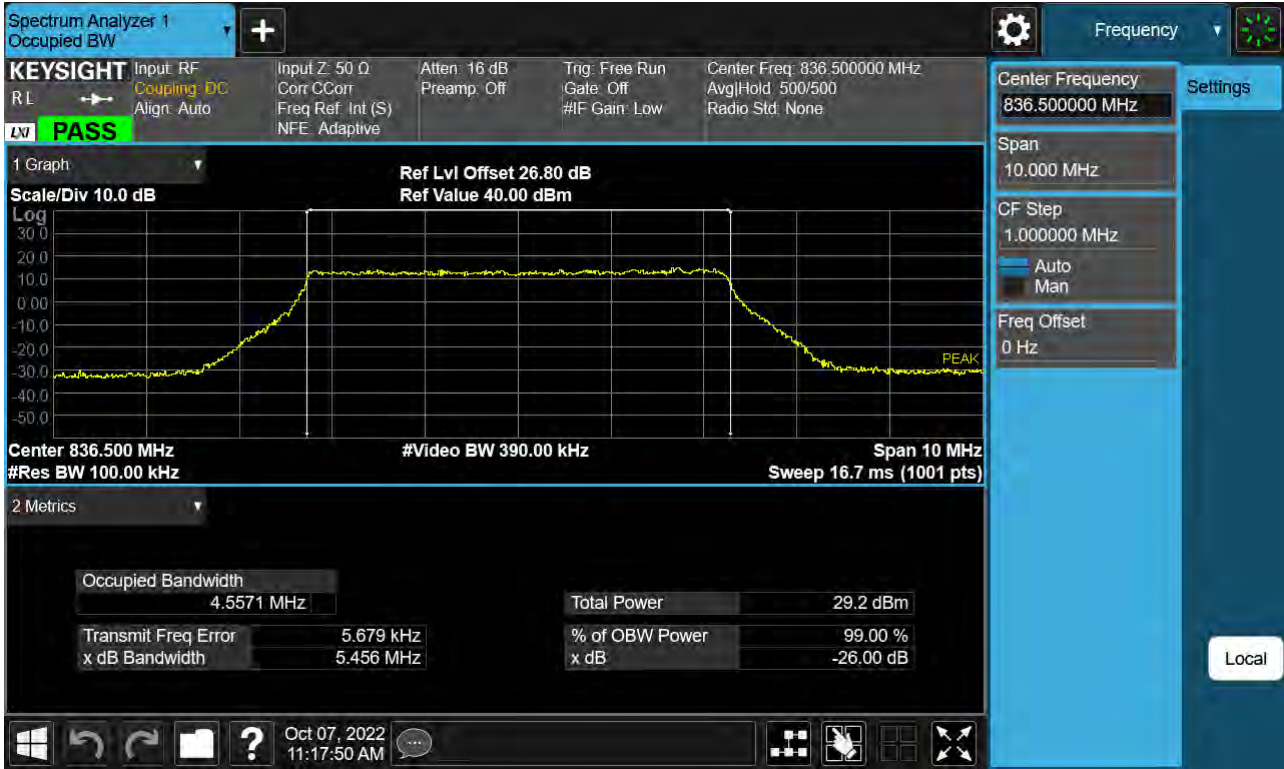 Spectrum Analyzer 1
Occupied BW
Frequency
KEYSIGHT
RL
LXI
PASS
Input: RF
Coupling: DC
Align: Auto
Input Z: 50 Ω
Corr CCorr
Freq Ref: Int (S)
NFE: Adaptive
Atten: 16 dB
Preamp: Off
Trig: Free Run
Gate: Off
#IF Gain: Low
Center Freq: 836.500000 MHz
Avg|Hold: 500/500
Radio Std: None
1 Graph
Scale/Div 10.0 dB
Ref Lvl Offset 26.80 dB
Ref Value 40.00 dBm
Log
30.0
20.0
10.0
0.00
-10.0
-20.0
-30.0
-40.0
-50.0
PEAK
Center 836.500 MHz
#Video BW 390.00 kHz
Span 10 MHz
#Res BW 100.00 kHz
Sweep 16.7 ms (1001 pts)
2 Metrics
Occupied Bandwidth
4.5571 MHz
Total Power 29.2 dBm
Transmit Freq Error 5.679 kHz
% of OBW Power 99.00 %
x dB Bandwidth 5.456 MHz
x dB -26.00 dB
Center Frequency
836.500000 MHz
Span
10.000 MHz
CF Step
1.000000 MHz
Auto
Man
Freq Offset
0 Hz
Settings
Local
?
Oct 07, 2022
11:17:50 AM